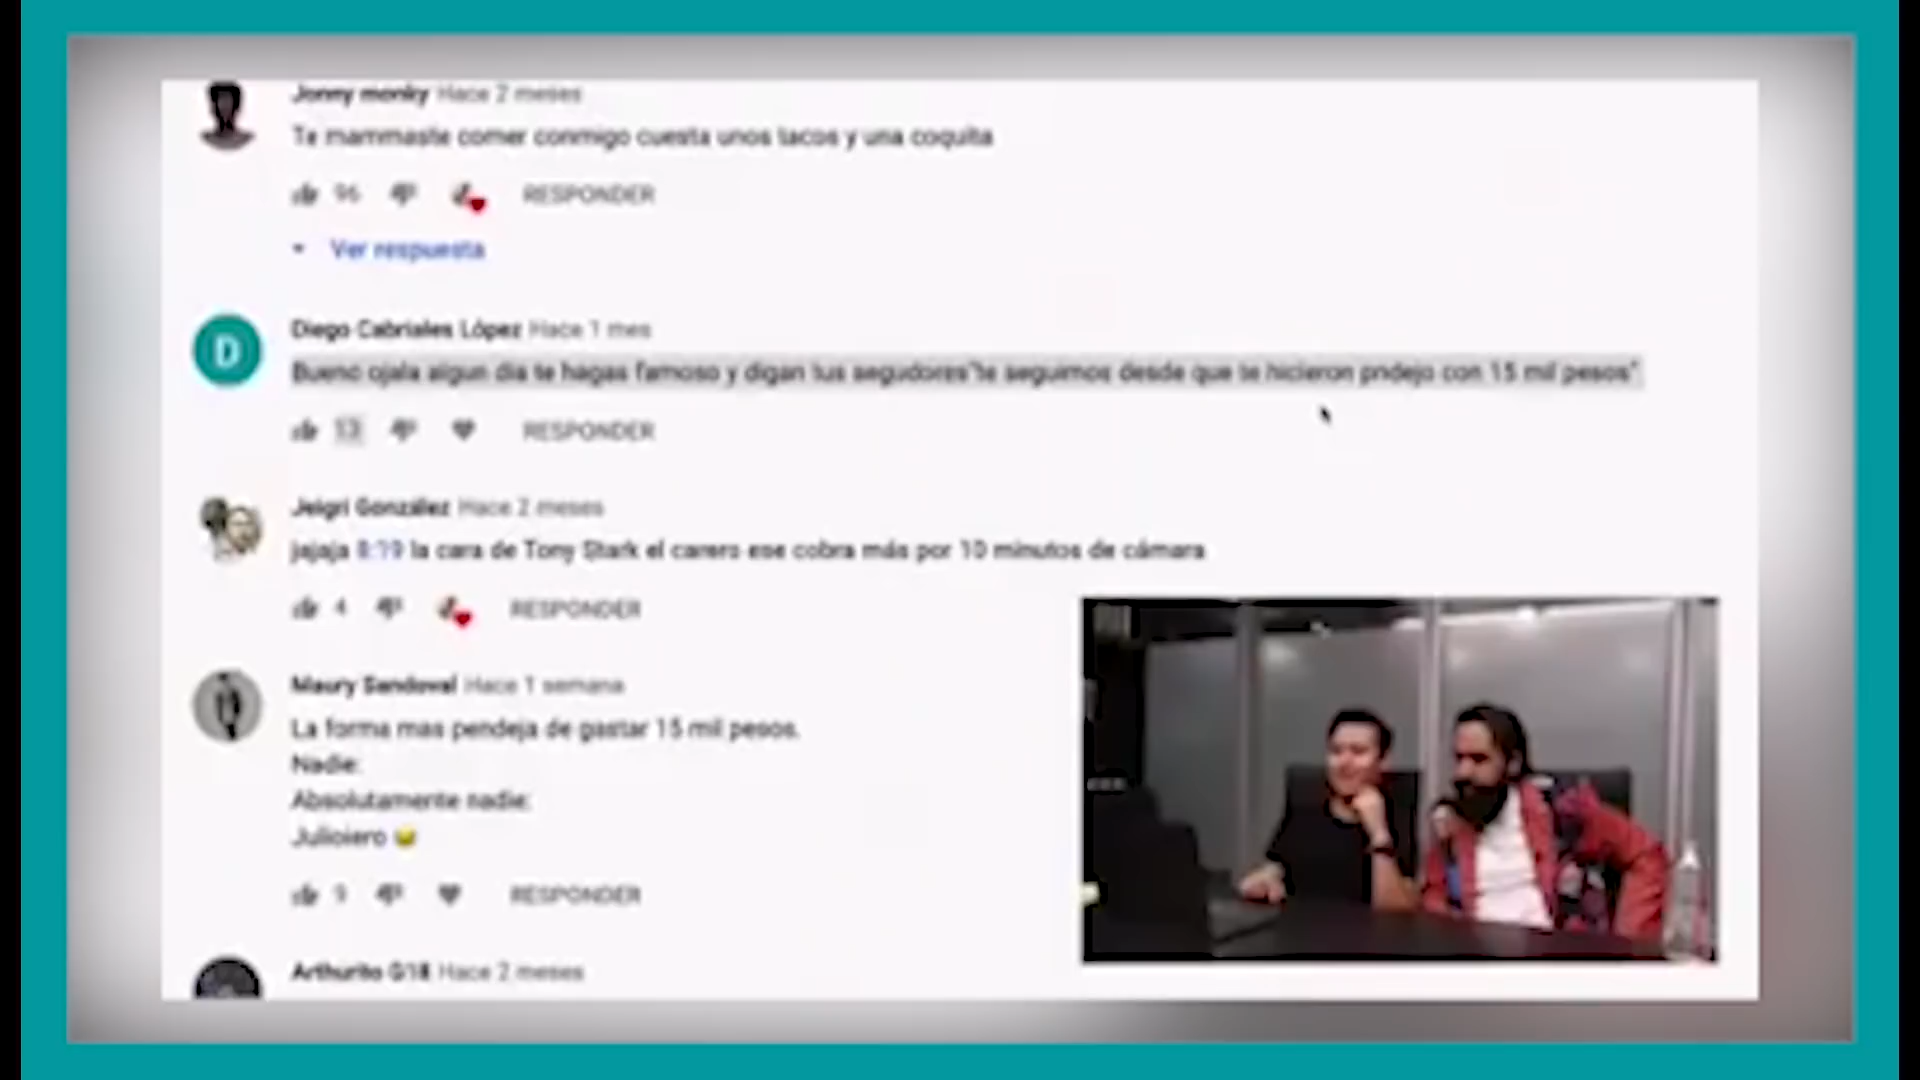 Jonny monky Hace 2 meses
Te mammaste comer conmigo cuesta unos tacos y una coquita
96 RESPONDER
Ver respuesta
D
Diego Cabriales López Hace 1 mes
Bueno ojala algun dia te hagas famoso y digan tus segudores"te seguimos desde que te hicieron pndejo con 15 mil pesos".
13 RESPONDER
Jeigri González Hace 2 meses
jajaja 8:19 la cara de Tony Stark el carero ese cobra más por 10 minutos de cámara
4 RESPONDER
Maury Sandoval Hace 1 semana
La forma mas pendeja de gastar 15 mil pesos.
Nadie:
Absolutamente nadie:
Julioiero 😂
9 RESPONDER
Arthurito G18 Hace 2 meses